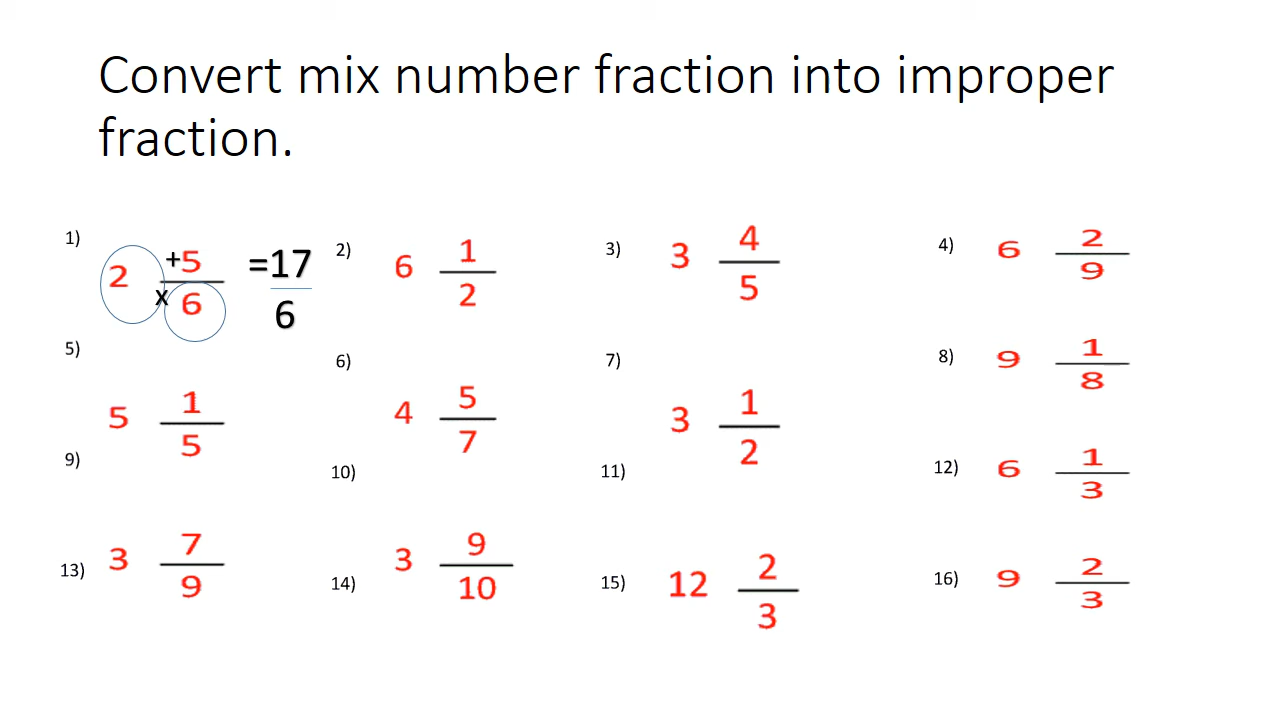 Convert mix number fraction into improper
fraction.
1) 2 +5 =17
x 6 6
2) 6 1
2
3) 3 4
5
4) 6 2
9
5) 5 1
5
6) 4 5
7
7) 3 1
2
8) 9 1
8
9)
10)
11)
12) 6 1
3
13) 3 7
9
14) 3 9
10
15) 12 2
3
16) 9 2
3